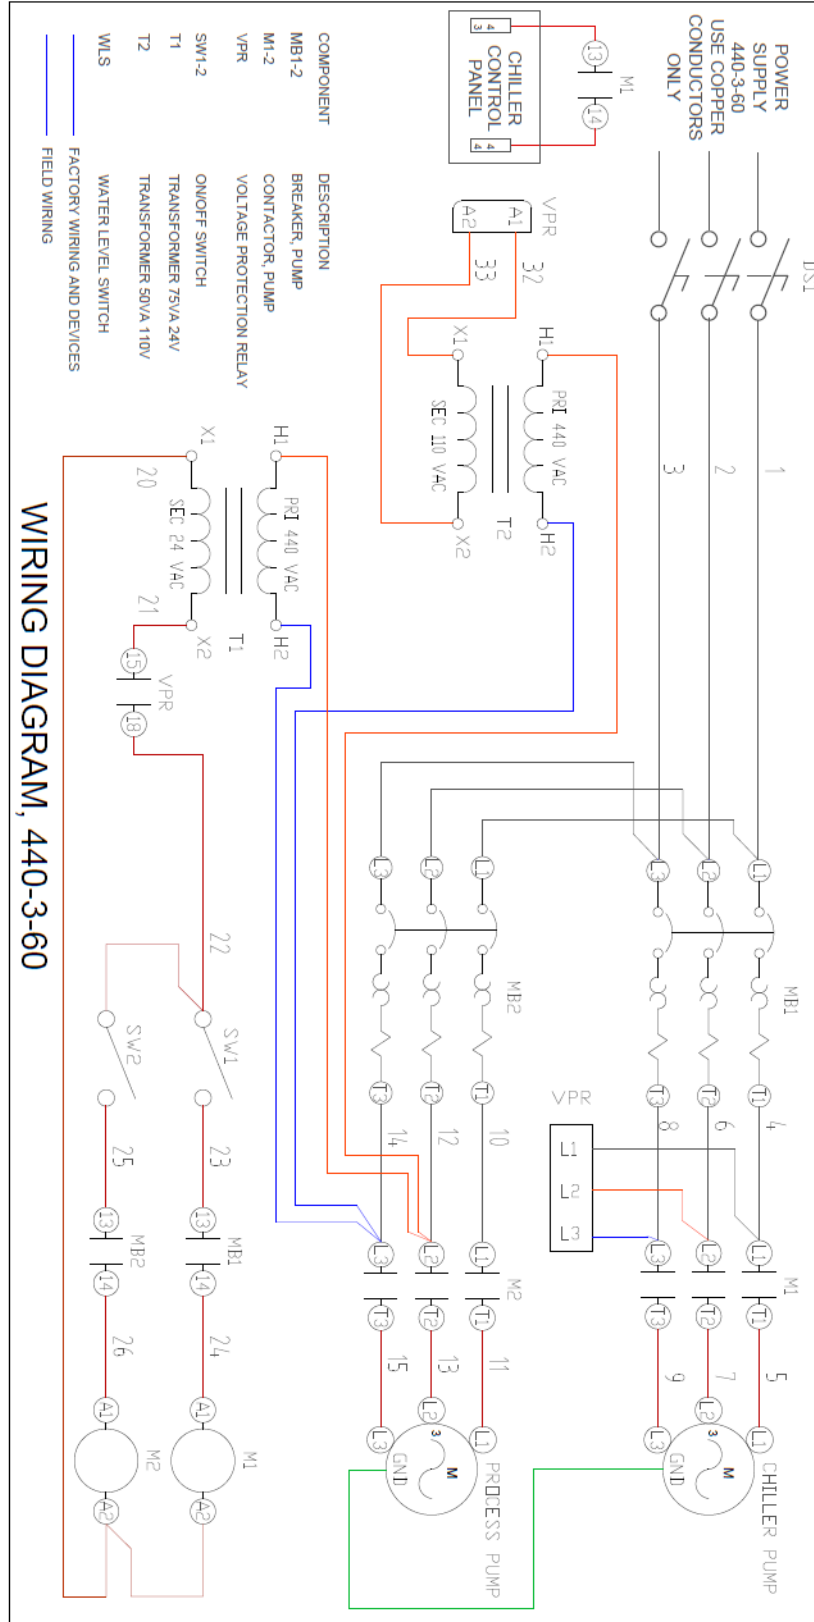 POWER
SUPPLY
440-3-60
USE COPPER
CONDUCTORS
ONLY
DS1
1
2
3
L1
L2
L3
MB1
T1
T2
T3
4
6
8
L1
L2
L3
M1
T1
T2
T3
5
7
9
L1
L2
L3
3
M
GND
CHILLER PUMP
VPR
L1
L2
L3
L1
L2
L3
MB2
T1
T2
T3
10
12
14
L1
L2
L3
M2
T1
T2
T3
11
13
15
L1
L2
L3
3
M
GND
PROCESS PUMP
M1
13
14
4
3
4
4
CHILLER
CONTROL
PANEL
VPR
A1
A2
32
33
H1
PRI 440 VAC
H2
X1
SEC 110 VAC
X2
T2
H1
PRI 440 VAC
H2
X1
SEC 24 VAC
X2
T1
20
21
15
VPR
18
22
SW1
23
13
MB1
14
24
A1
M1
A2
SW2
25
13
MB2
14
26
A1
M2
A2
COMPONENT DESCRIPTION
MB1-2 BREAKER, PUMP
M1-2 CONTACTOR, PUMP
VPR VOLTAGE PROTECTION RELAY
SW1-2 ON/OFF SWITCH
T1 TRANSFORMER 75VA 24V
T2 TRANSFORMER 50VA 110V
WLS WATER LEVEL SWITCH
FACTORY WIRING AND DEVICES
FIELD WIRING
WIRING DIAGRAM, 440-3-60